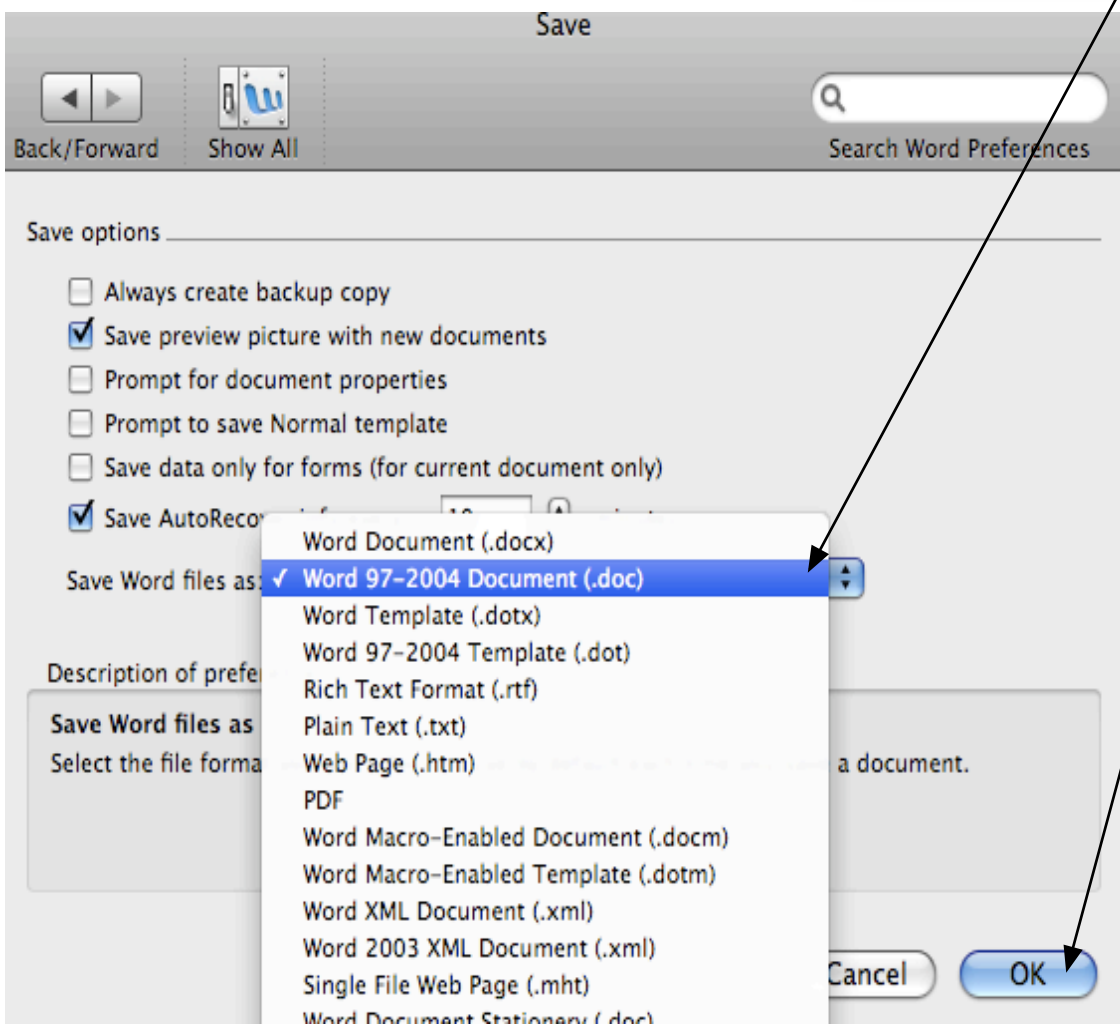 Save
Back/Forward Show All Search Word Preferences
Save options
Always create backup copy
Save preview picture with new documents
Prompt for document properties
Prompt to save Normal template
Save data only for forms (for current document only)
Save
Save Word files as:
Word Document (.docx)
✓ Word 97-2004 Document (.doc)
Word Template (.dotx)
Word 97-2004 Template (.dot)
Rich Text Format (.rtf)
Plain Text (.txt)
Web Page (.htm)
PDF
Word Macro-Enabled Document (.docm)
Word Macro-Enabled Template (.dotm)
Word XML Document (.xml)
Word 2003 XML Document (.xml)
Single File Web Page (.mht)
Word Document Stationery (.doc)
Description of
Save Word files as
Select the file a document.
Cancel OK